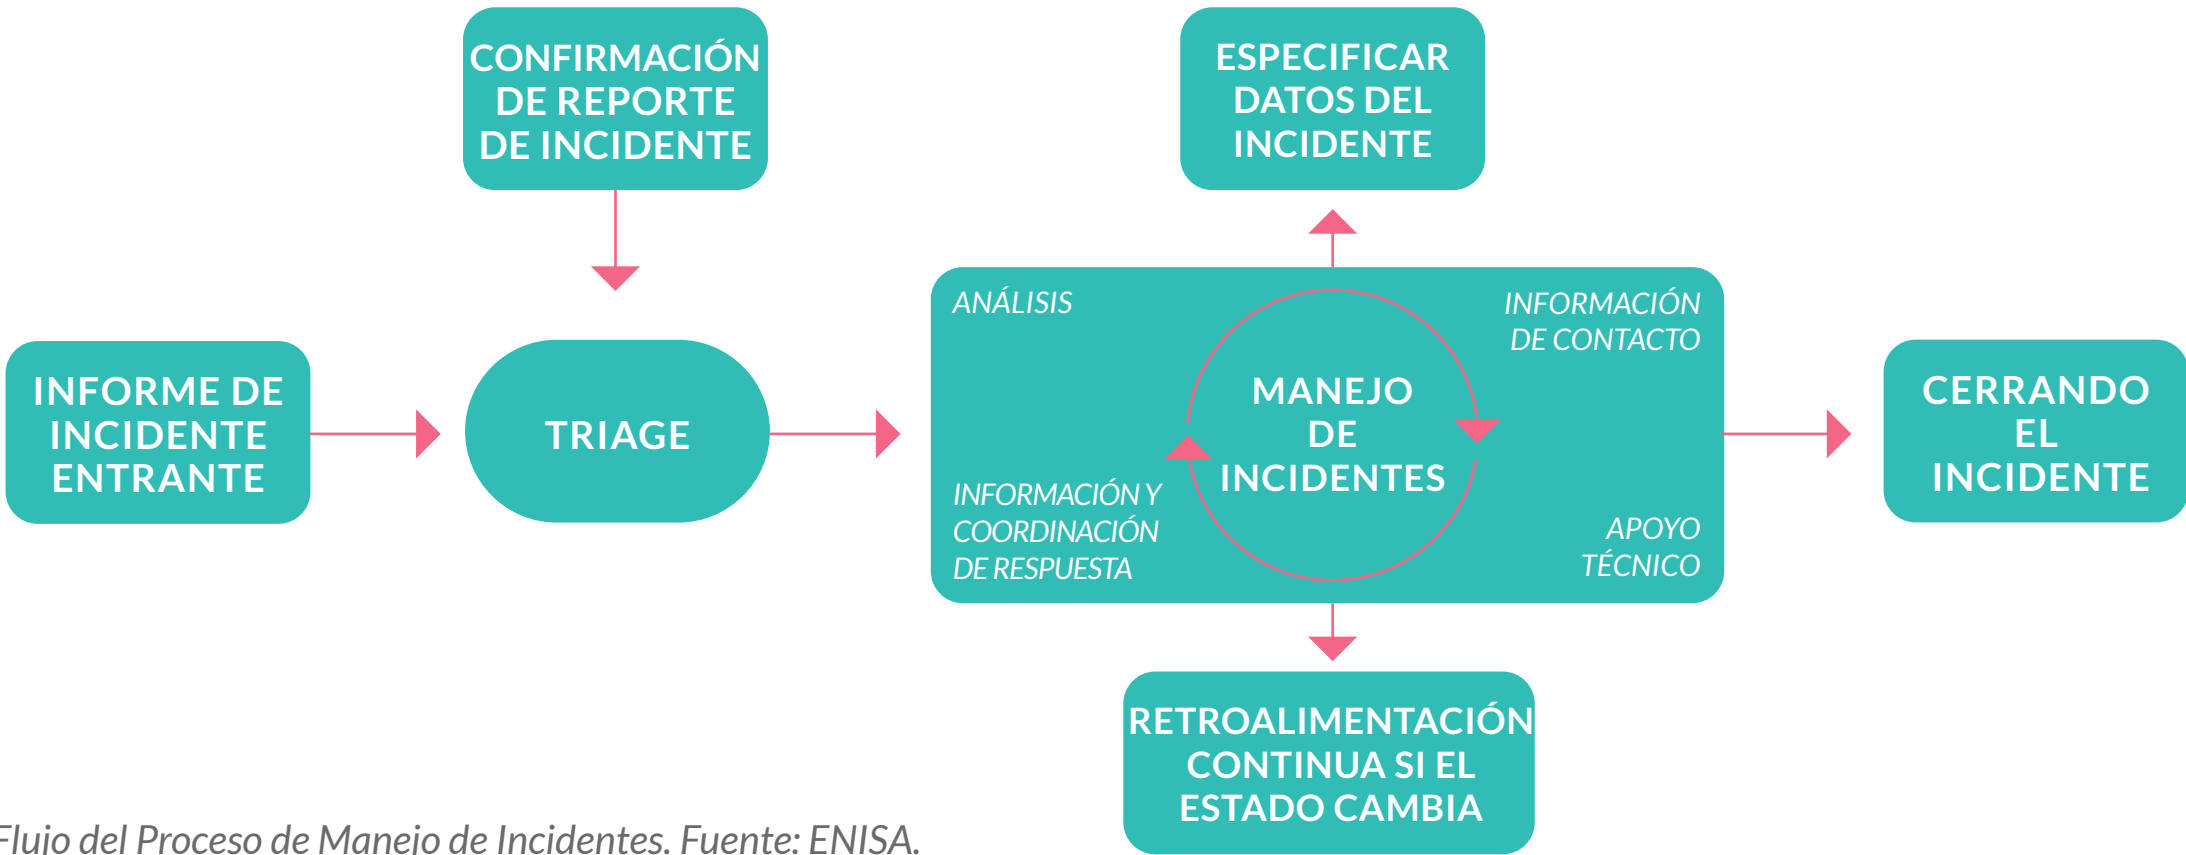 CONFIRMACIÓN
DE REPORTE
DE INCIDENTE
ESPECIFICAR
DATOS DEL
INCIDENTE
INFORME DE
INCIDENTE
ENTRANTE
TRIAGE
ANÁLISIS
INFORMACIÓN
DE CONTACTO
MANEJO
DE
INCIDENTES
INFORMACIÓN Y
COORDINACIÓN
DE RESPUESTA
APOYO
TÉCNICO
CERRANDO
EL
INCIDENTE
RETROALIMENTACIÓN
CONTINUA SI EL
ESTADO CAMBIA
Flujo del Proceso de Manejo de Incidentes. Fuente: ENISA.